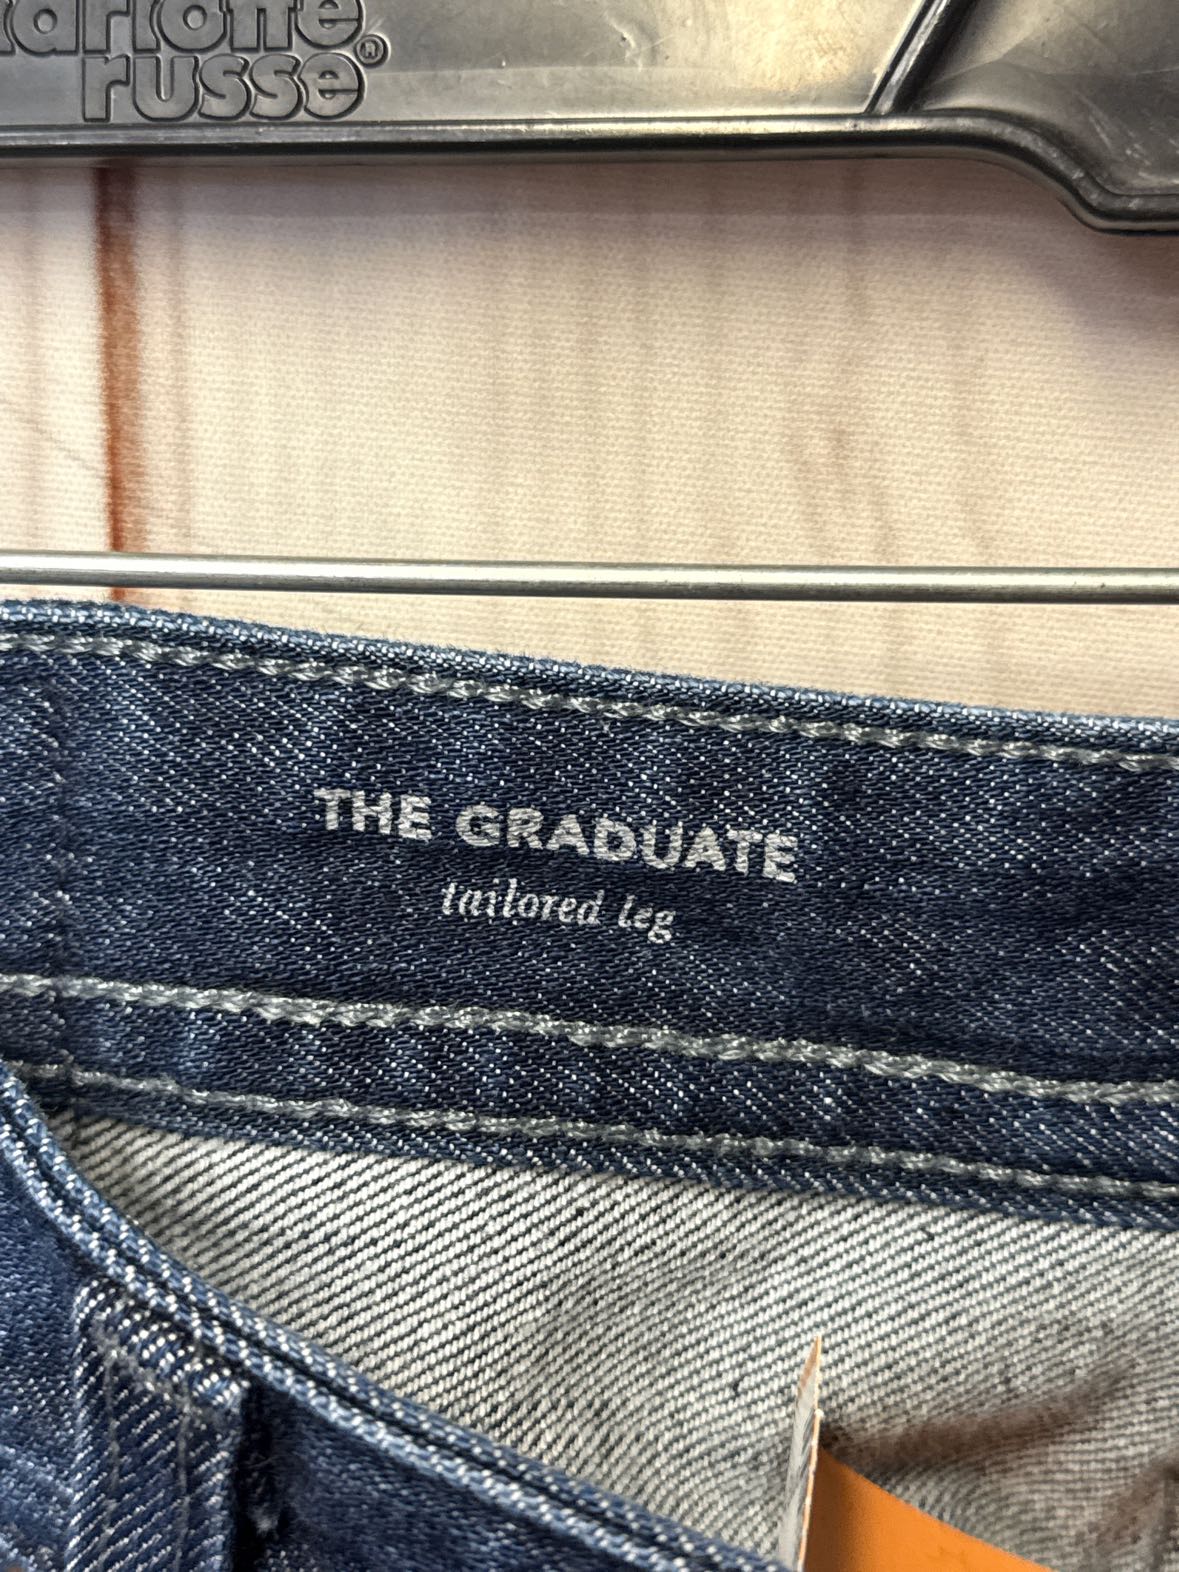 charlotte
russe®
THE GRADUATE
tailored leg